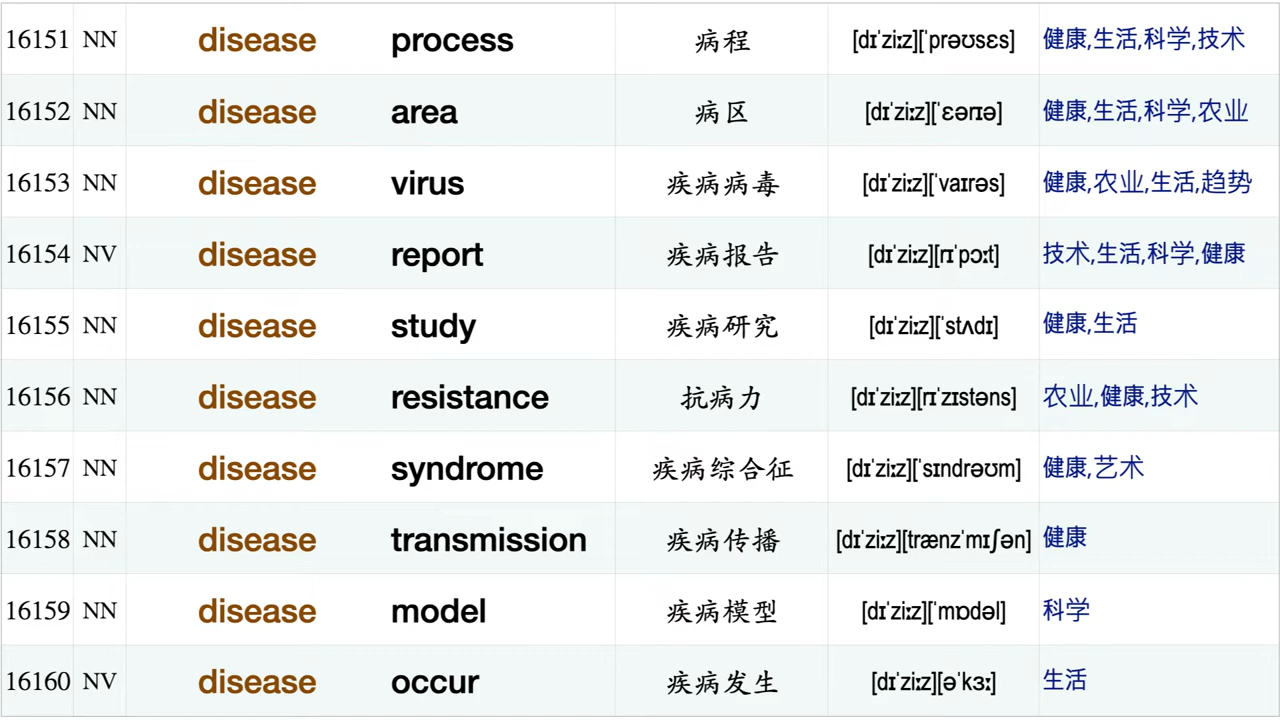 16151 NN disease process 病程 [dɪˈziːz][ˈprəʊsɛs] 健康,生活,科学,技术
16152 NN disease area 病区 [dɪˈziːz][ˈɛərɪə] 健康,生活,科学,农业
16153 NN disease virus 疾病病毒 [dɪˈziːz][ˈvaɪrəs] 健康,农业,生活,趋势
16154 NV disease report 疾病报告 [dɪˈziːz][rɪˈpɔːt] 技术,生活,科学,健康
16155 NN disease study 疾病研究 [dɪˈziːz][ˈstʌdɪ] 健康,生活
16156 NN disease resistance 抗病力 [dɪˈziːz][rɪˈzɪstəns] 农业,健康,技术
16157 NN disease syndrome 疾病综合征 [dɪˈziːz][ˈsɪndrəʊm] 健康,艺术
16158 NN disease transmission 疾病传播 [dɪˈziːz][trænzˈmɪʃən] 健康
16159 NN disease model 疾病模型 [dɪˈziːz][ˈmɒdəl] 科学
16160 NV disease occur 疾病发生 [dɪˈziːz][əˈkɜː] 生活